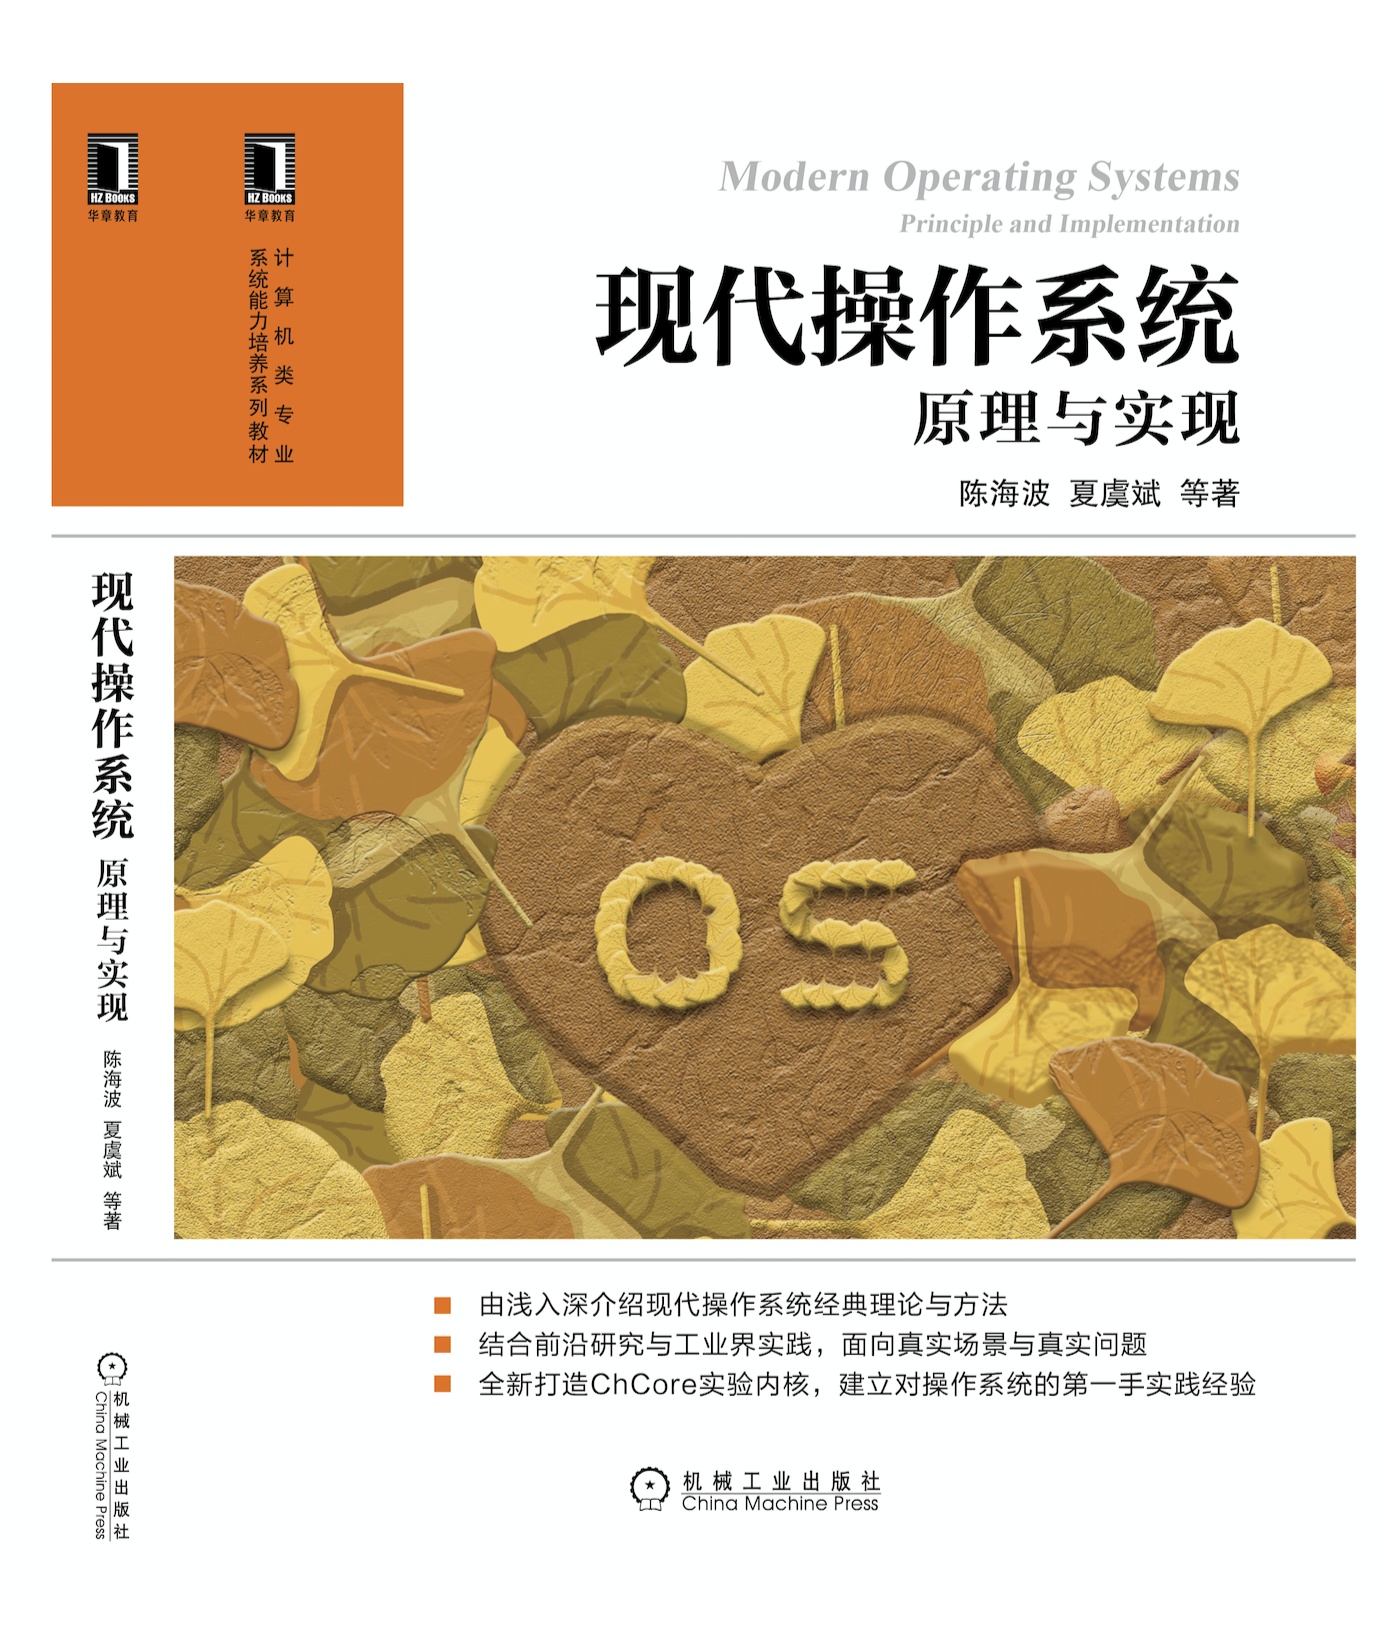 HZ BOOKS
华章教育
HZ BOOKS
华章教育
计算机类专业
系统能力培养系列教材
Modern Operating Systems
Principle and Implementation
现代操作系统
原理与实现
陈海波 夏虞斌 等著
现代操作系统 原理与实现 陈海波 夏虞斌 等著
OS
由浅入深介绍现代操作系统经典理论与方法
结合前沿研究与工业界实践，面向真实场景与真实问题
全新打造ChCore实验内核，建立对操作系统的第一手实践经验
机械工业出版社
China Machine Press
机械工业出版社
China Machine Press